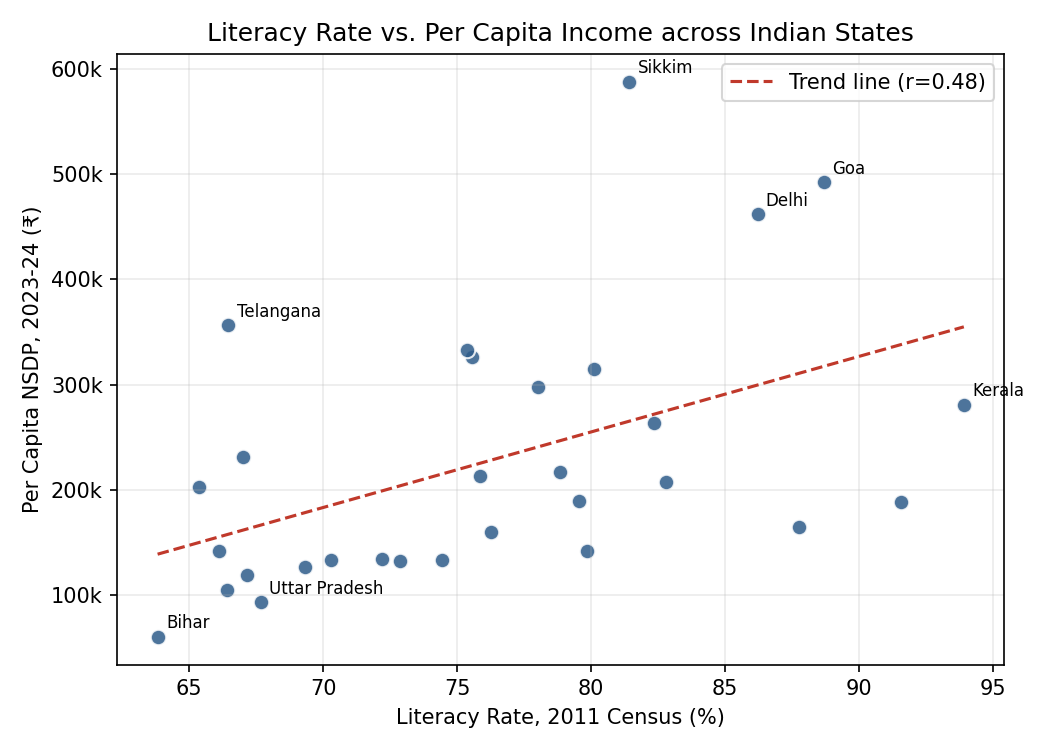 Literacy Rate vs. Per Capita Income across Indian States
Per Capita NSDP, 2023-24 (₹)
600k
500k
400k
300k
200k
100k
Trend line (r=0.48)
Sikkim
Goa
Delhi
Telangana
Kerala
Uttar Pradesh
Bihar
65
70
75
80
85
90
95
Literacy Rate, 2011 Census (%)